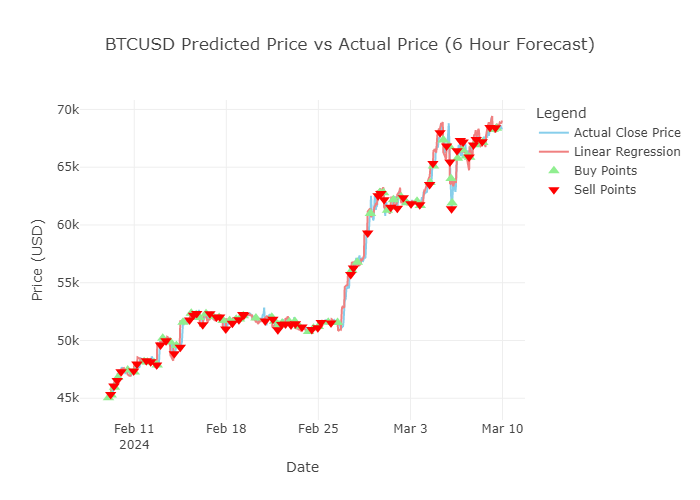 BTCUSD Predicted Price vs Actual Price (6 Hour Forecast)
Legend
Actual Close Price
Linear Regression
Buy Points
Sell Points
Price (USD)
70k
65k
60k
55k
50k
45k
Feb 11
2024
Feb 18
Feb 25
Mar 3
Mar 10
Date